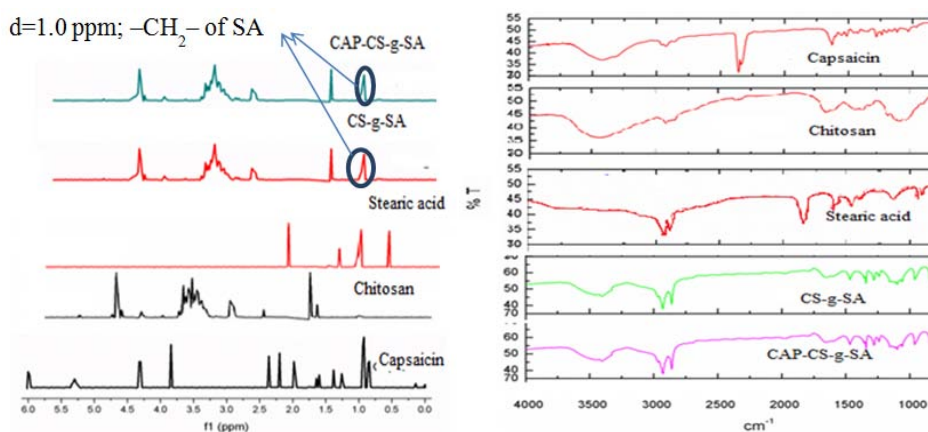 d=1.0 ppm; –CH2– of SA
CAP-CS-g-SA
CS-g-SA
Stearic acid
Chitosan
Capsaicin
6.0 5.5 5.0 4.5 4.0 3.5 3.0 2.5 2.0 1.5 1.0 0.5 0.0
f1 (ppm)
% T
55
50
45
40
35
30
Capsaicin
55
50
45
40
35
30
Chitosan
55
50
45
40
35
30
Stearic acid
60
50
70
CS-g-SA
60
50
70
CAP-CS-g-SA
4000 3500 3000 2500 2000 1500 1000
cm-1